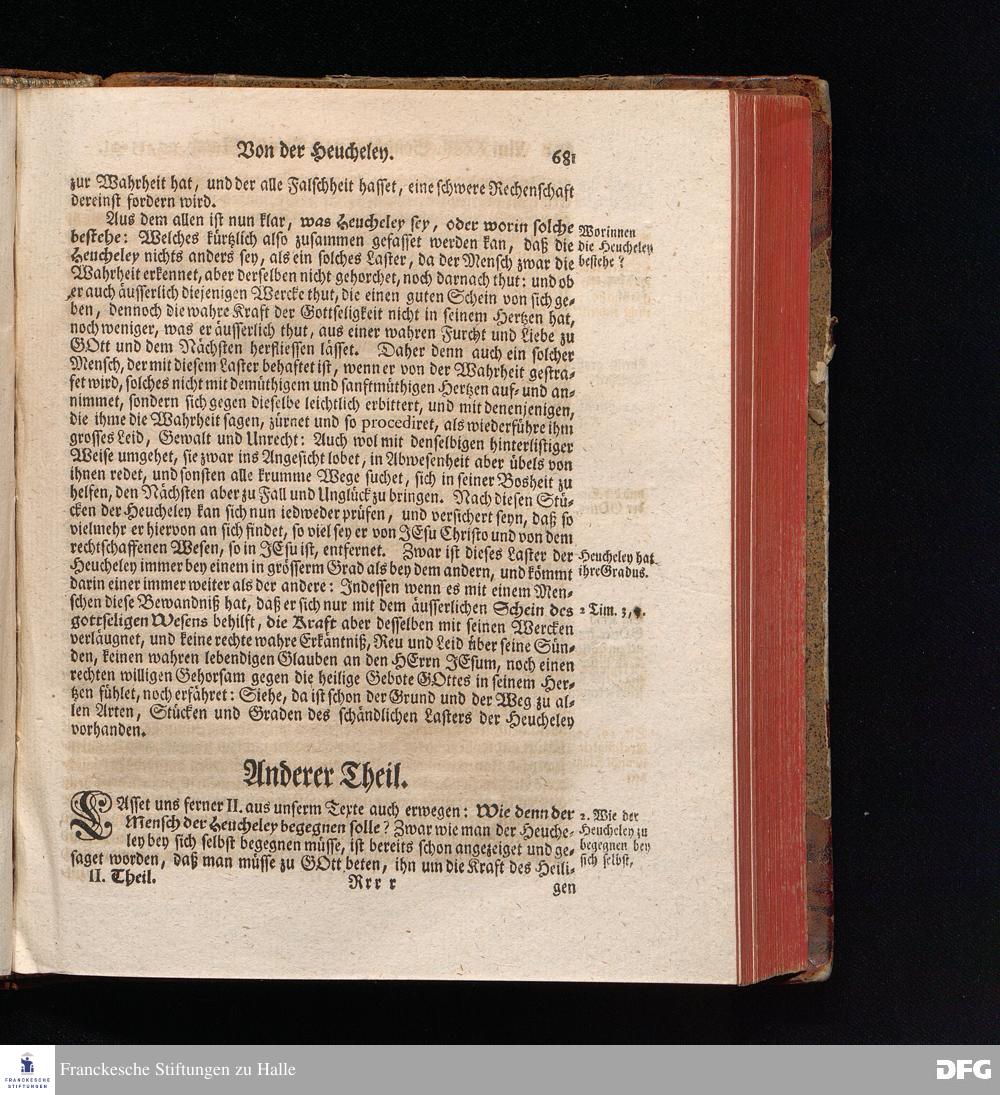 Von der Heucheley.
681
zur Wahrheit hat, und der alle Falschheit hasset, eine schwere Rechenschaft
dereinst fordern wird.
Aus dem allen ist nun klar, was Heucheley sey, oder worin solche
bestehe: Welches kürtzlich also zusammen gefasset werden kan, daß die
Heucheley nichts anders sey, als ein solches Laster, da der Mensch zwar die
Wahrheit erkennet, aber derselben nicht gehorchet, noch darnach thut: und ob
er auch äusserlich diejenigen Wercke thut, die einen guten Schein von sich ge-
ben, dennoch die wahre Kraft der Gottseligkeit nicht in seinem Hertzen hat,
noch weniger, was er äusserlich thut, aus einer wahren Furcht und Liebe zu
GOtt und dem Nächsten herfliessen lässet. Daher denn auch ein solcher
Mensch, der mit diesem Laster behaftet ist, wenn er von der Wahrheit gestra-
fet wird, solches nicht mit demüthigem und sanftmüthigen Hertzen auf- und an-
nimmet, sondern sich gegen dieselbe leichtlich erbittert, und mit denenjenigen,
die ihme die Wahrheit sagen, zürnet und so procediret, als wiederführe ihm
grosses Leid, Gewalt und Unrecht: Auch wol mit denselbigen hinterlistiger
Weise umgehet, sie zwar ins Angesicht lobet, in Abwesenheit aber übels von
ihnen redet, und sonsten alle krumme Wege suchet, sich in seiner Bosheit zu
helfen, den Nächsten aber zu Fall und Unglück zu bringen. Nach diesen Stü-
cken der Heucheley kan sich nun iedweder prüfen, und versichert seyn, daß so
vielmehr er hiervon an sich findet, so viel sey er von JEsu Christo und von dem
rechtschaffenen Wesen, so in JEsu ist, entfernet. Zwar ist dieses Laster der
Heucheley immer bey einem in grösserm Grad als bey dem andern, und kömmt
darin einer immer weiter als der andere: Indessen wenn es mit einem Men-
schen diese Bewandniß hat, daß er sich nur mit dem äusserlichen Schein des
gottseligen Wesens behilft, die Kraft aber desselben mit seinen Wercken
verläugnet, und keine rechte wahre Erkäntniß, Reu und Leid über seine Sün-
den, keinen wahren lebendigen Glauben an den HErrn JEsum, noch einen
rechten willigen Gehorsam gegen die heilige Gebote GOttes in seinem Her-
tzen fühlet, noch erfähret: Siehe, da ist schon der Grund und der Weg zu al-
len Arten, Stücken und Graden des schändlichen Lasters der Heucheley
vorhanden.
Worinnen
die Heucheley
bestehe?
Heucheley hat
ihre Gradus.
2 Tim. 3,
Anderer Theil.
LAsset uns ferner II. aus unserm Texte auch erwegen: Wie denn der
Mensch der Heucheley begegnen solle? Zwar wie man der Heuche-
ley bey sich selbst begegnen müsse, ist bereits schon angezeiget und ge-
saget worden, daß man müsse zu GOtt beten, ihn um die Kraft des Heili-
2. Wie der
Heucheley zu
begegnen bey
sich selbst,
II. Theil.
Rrr r
gen
FRANCKESCHE
STIFTUNGEN
Franckesche Stiftungen zu Halle
DFG